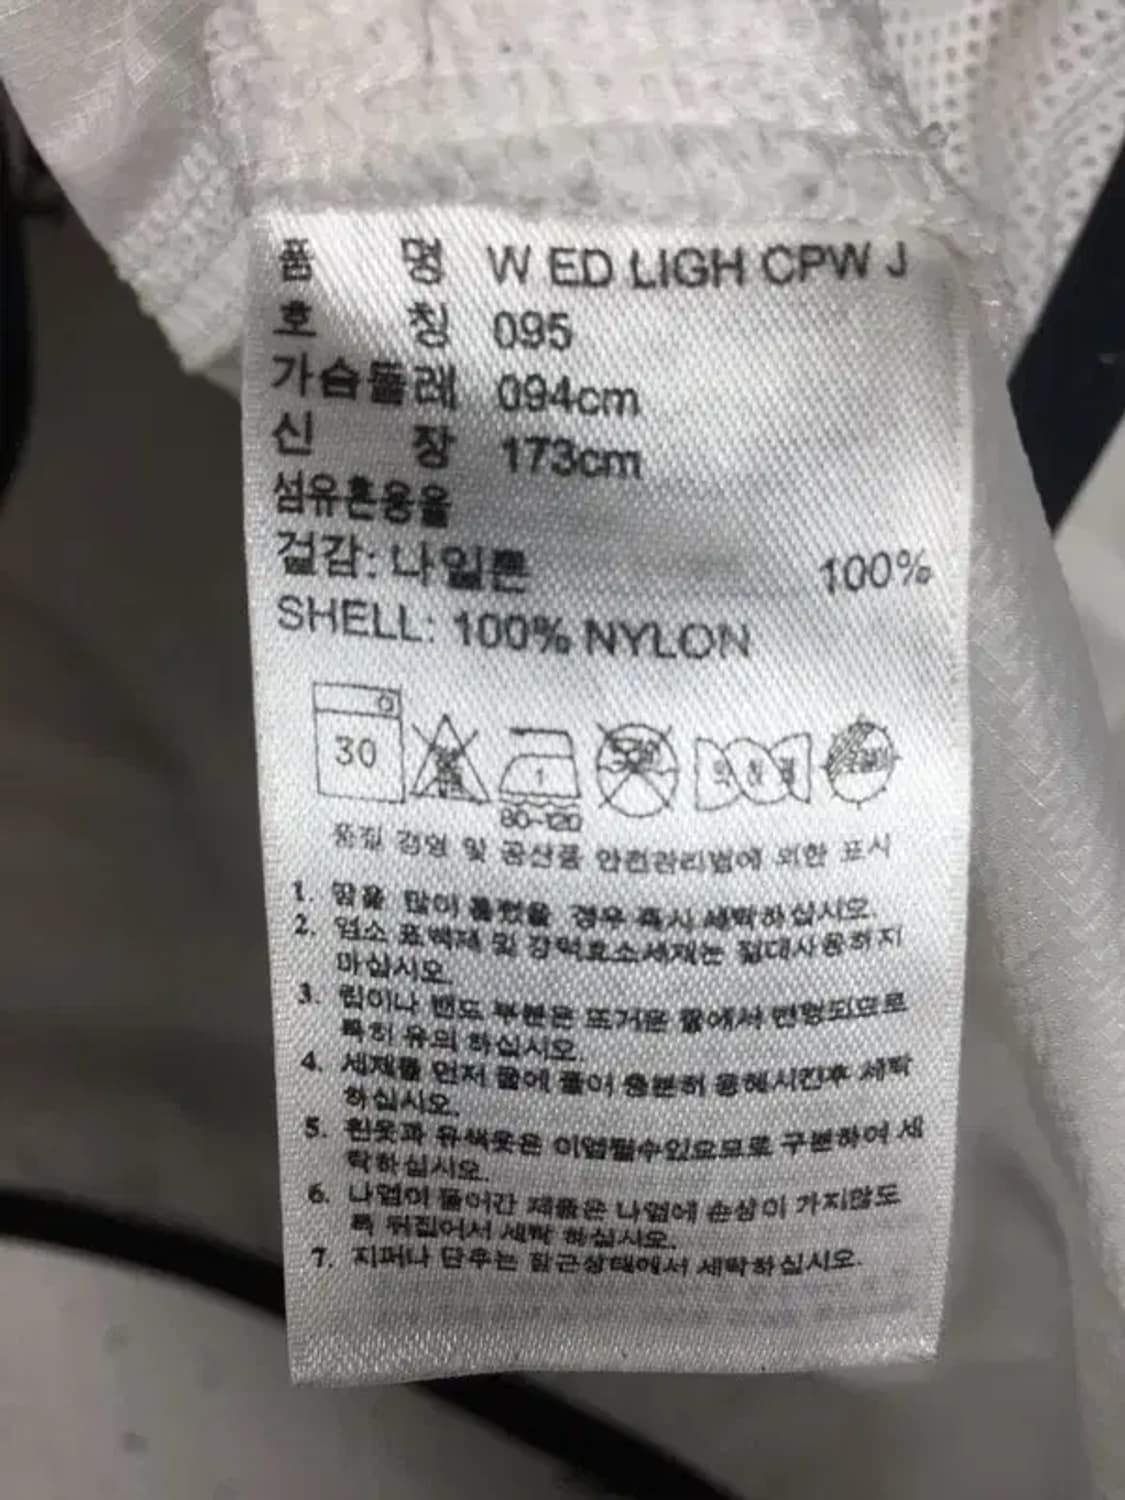 품 명 W ED LIGH CPW J
호 칭 095
가슴둘레 094cm
신 장 173cm
섬유혼용율
겉감: 나일론 100%
SHELL: 100% NYLON
30
1
80~120
품질 경영 및 공산품 안전관리법에 의한 표시
1. 땀을 많이 흘렸을 경우 즉시 세탁하십시오.
2. 염소 표백제 및 강력효소세제는 절대사용하지
마십시오.
3. 립이나 밴드 부분은 뜨거운 물에서 변형되므로
특히 유의 하십시오.
4. 세제를 먼저 물에 풀어 충분히 용해시킨후 세탁
하십시오.
5. 흰옷과 유색옷은 이염될수있으므로 구분하여 세
탁하십시오.
6. 나염이 들어간 제품은 나염에 손상이 가지않도
록 뒤집어서 세탁 하십시오.
7. 지퍼나 단추는 잠근상태에서 세탁하십시오.